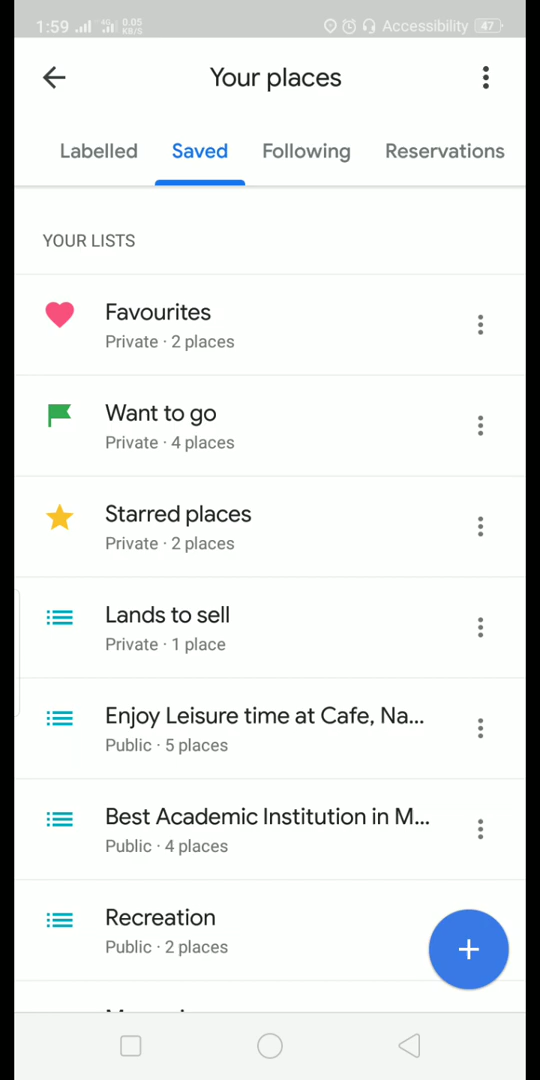 1:59 4G 0.05 KB/S Accessibility 47
Your places
Labelled Saved Following Reservations
YOUR LISTS
Favourites
Private · 2 places
Want to go
Private · 4 places
Starred places
Private · 2 places
Lands to sell
Private · 1 place
Enjoy Leisure time at Cafe, Na...
Public · 5 places
Best Academic Institution in M...
Public · 4 places
Recreation
Public · 2 places